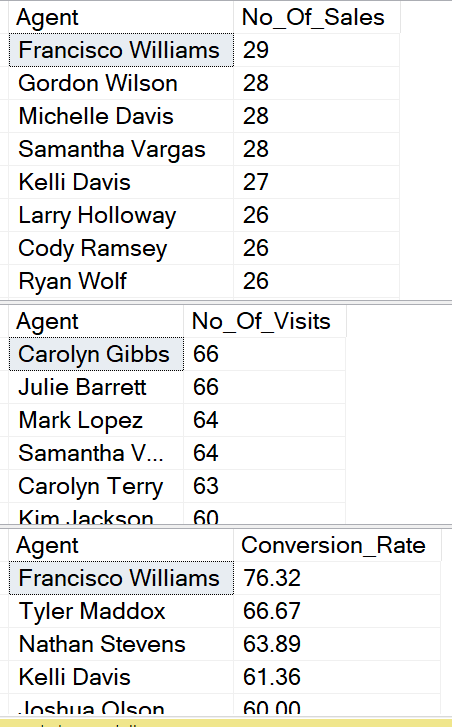 Agent No_Of_Sales
Francisco Williams 29
Gordon Wilson 28
Michelle Davis 28
Samantha Vargas 28
Kelli Davis 27
Larry Holloway 26
Cody Ramsey 26
Ryan Wolf 26
Agent No_Of_Visits
Carolyn Gibbs 66
Julie Barrett 66
Mark Lopez 64
Samantha V... 64
Carolyn Terry 63
Kim Jackson 60
Agent Conversion_Rate
Francisco Williams 76.32
Tyler Maddox 66.67
Nathan Stevens 63.89
Kelli Davis 61.36
Joshua Olson 60.00